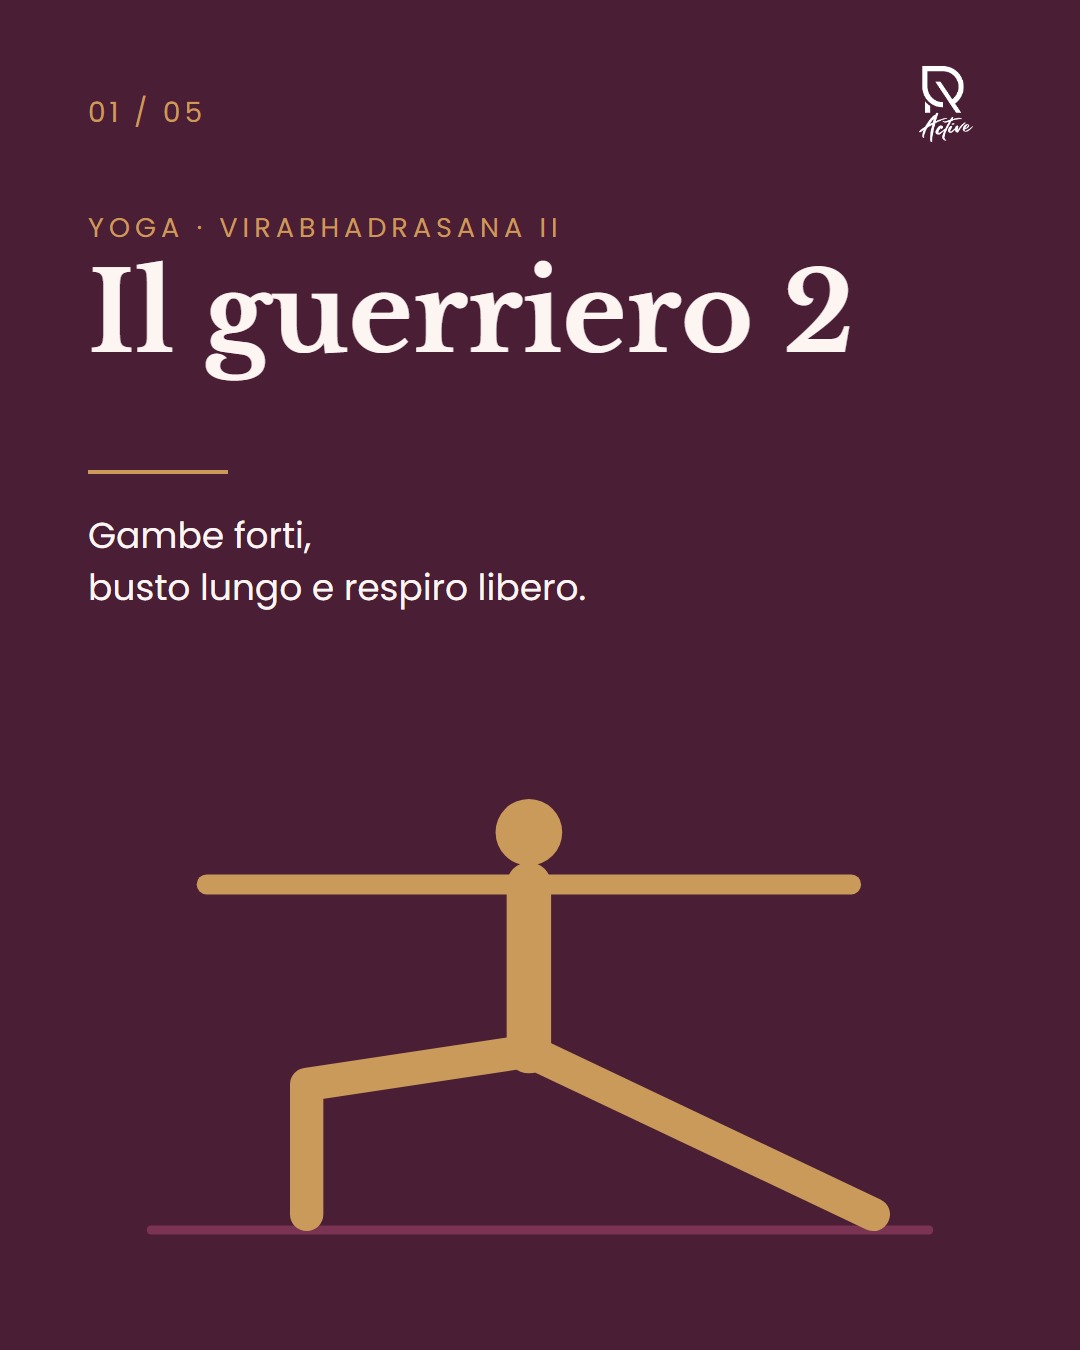 01 / 05
R
Active
YOGA · VIRABHADRASANA II
Il guerriero 2
Gambe forti,
busto lungo e respiro libero.